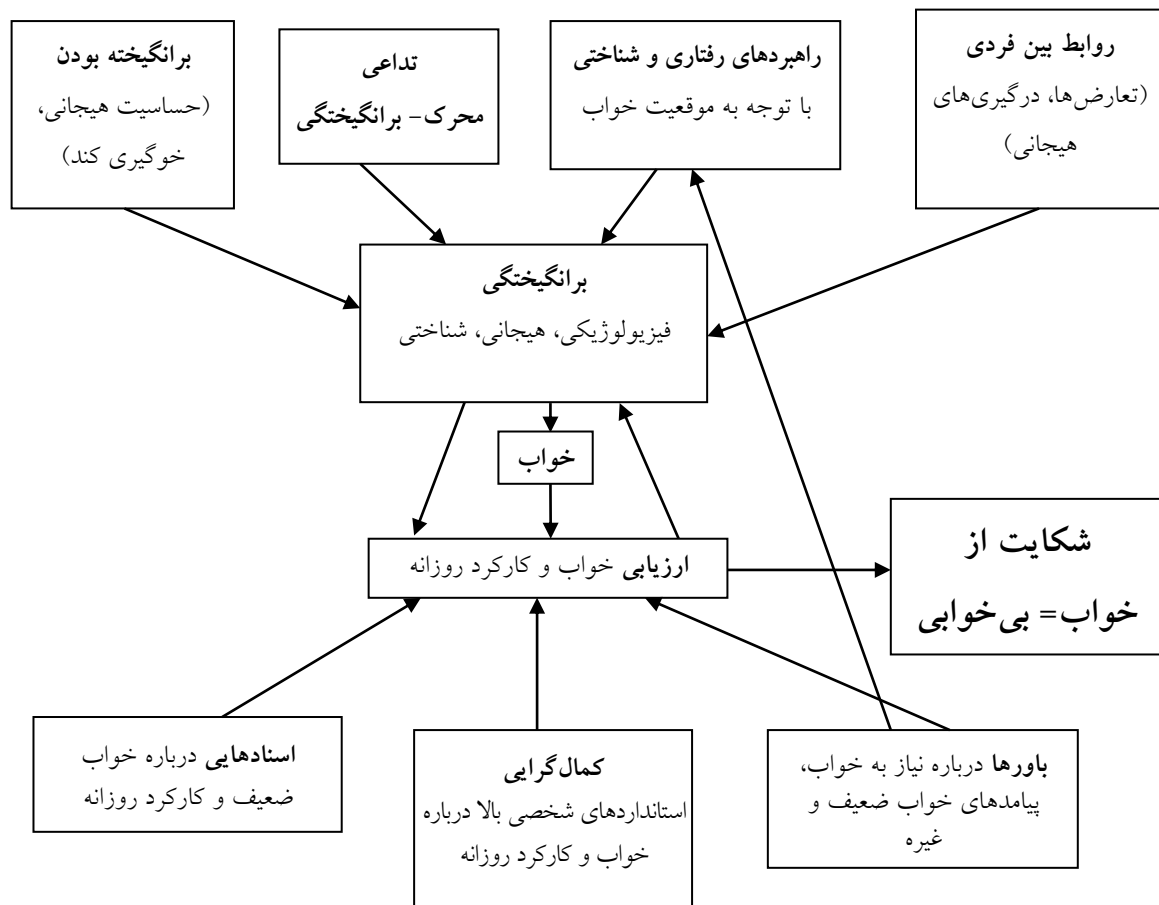 روابط بین فردی
(تعارض‌ها، درگیری‌های
هیجانی)
راهبردهای رفتاری و شناختی
با توجه به موقعیت خواب
تداعی
محرک- برانگیختگی
برانگیخته بودن
(حساسیت هیجانی،
خوگیری کند)
برانگیختگی
فیزیولوژیکی، هیجانی، شناختی
خواب
ارزیابی خواب و کارکرد روزانه
شکایت از
خواب= بی‌خوابی
باورها درباره نیاز به خواب،
پیامدهای خواب ضعیف و
غیره
کمال‌گرایی
استانداردهای شخصی بالا درباره
خواب و کارکرد روزانه
اسنادهایی درباره خواب
ضعیف و کارکرد روزانه